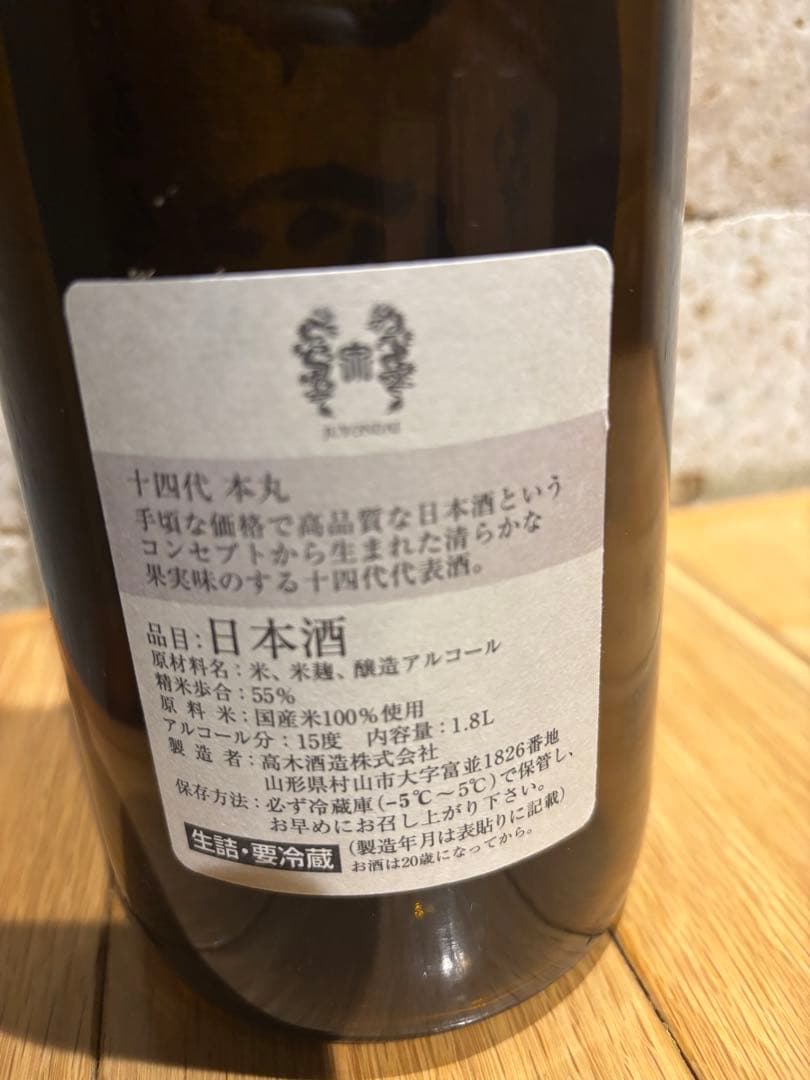 JUYONDAI
十四代 本丸
手頃な価格で高品質な日本酒という
コンセプトから生まれた清らかな
果実味のする十四代代表酒。
品目:日本酒
原材料名:米、米麹、醸造アルコール
精米歩合:55%
原料米:国産米100%使用
アルコール分:15度 内容量:1.8L
製造者:高木酒造株式会社
山形県村山市大字富並1826番地
保存方法:必ず冷蔵庫(-5℃～5℃)で保管し、
お早めにお召し上がり下さい。
生詰・要冷蔵
(製造年月は表貼りに記載)
お酒は20歳になってから。